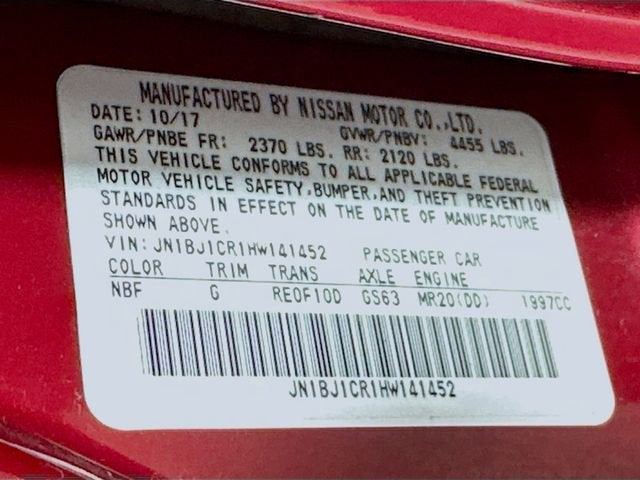 MANUFACTURED BY NISSAN MOTOR CO.,LTD.
DATE: 10/17 GVWR/PNBV: 4455 LBS.
GAWR/PNBE FR: 2370 LBS. RR: 2120 LBS.
THIS VEHICLE CONFORMS TO ALL APPLICABLE FEDERAL
MOTOR VEHICLE SAFETY,BUMPER,AND THEFT PREVENTION
STANDARDS IN EFFECT ON THE DATE OF MANUFACTURE
SHOWN ABOVE.
VIN: JN1BJ1CR1HW141452 PASSENGER CAR
COLOR TRIM TRANS AXLE ENGINE
NBF G RE0F10D GS63 MR20(DD) 1997CC
JN1BJ1CR1HW141452